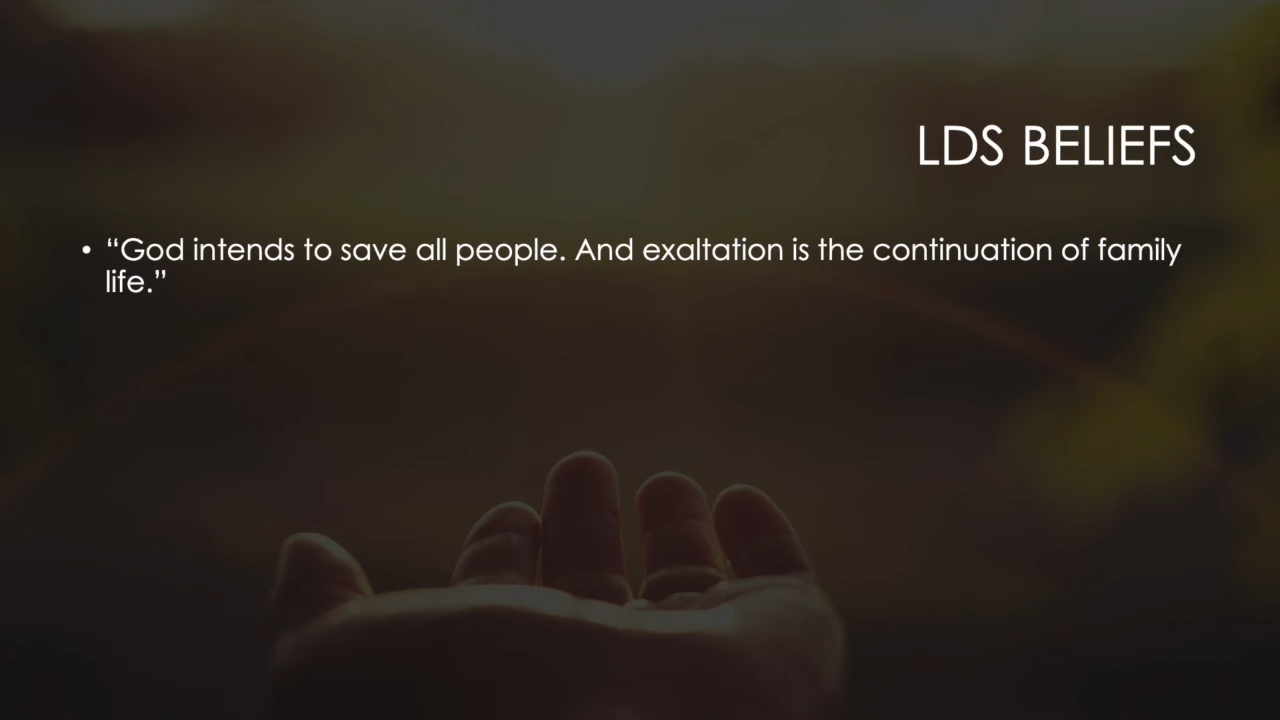 LDS BELIEFS
• “God intends to save all people. And exaltation is the continuation of family
life.”